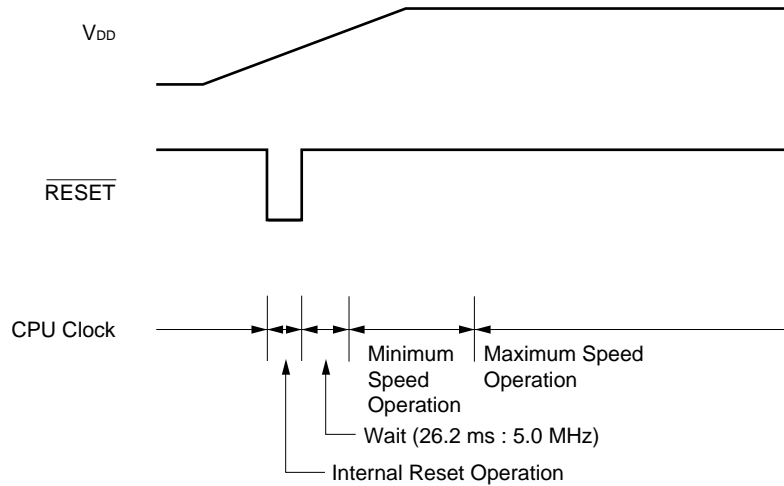 VDD
RESET
CPU Clock
Minimum
Speed
Operation
Maximum Speed
Operation
Wait (26.2 ms : 5.0 MHz)
Internal Reset Operation